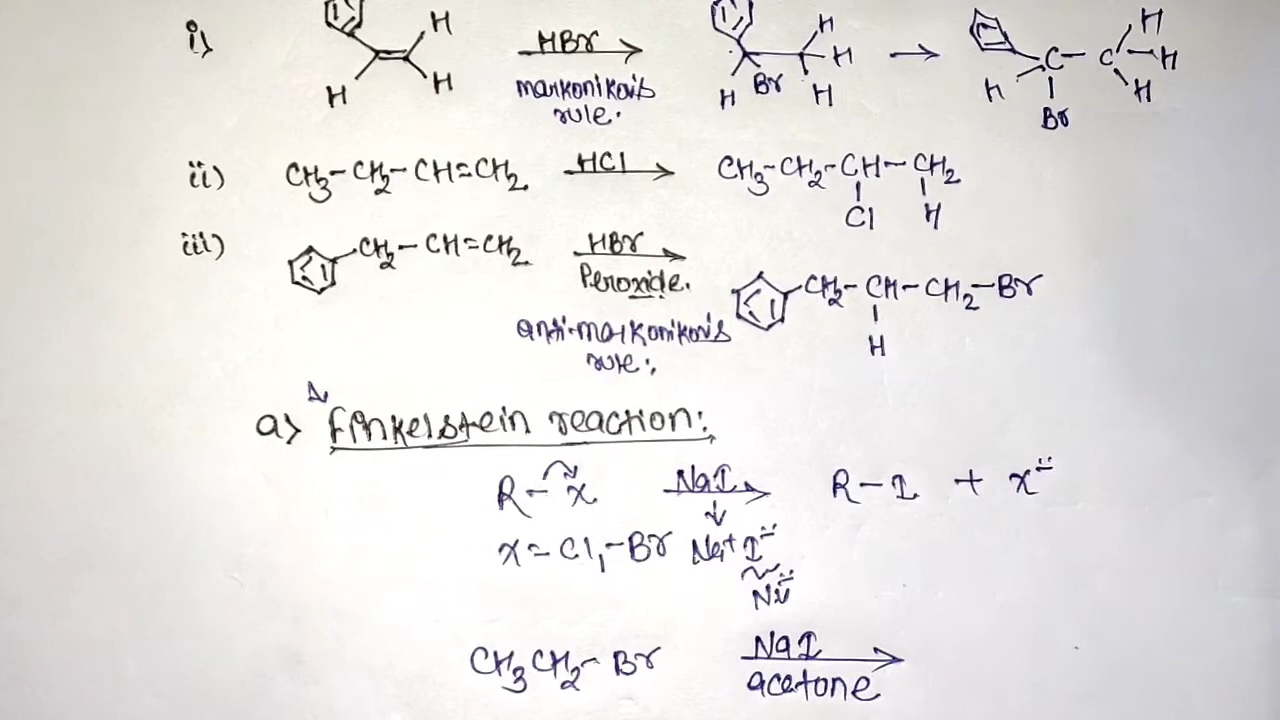 i) H H H HBr markonikov's rule. H Br H H H → H C Br C H H H
ii) CH3-CH2-CH=CH2 HCl CH3-CH2-CH-CH2
Cl H
iii) CH2-CH=CH2 HBr Peroxide. CH2-CH-CH2-Br
H
anti-markonikov's rule:
a) Finkelstein reaction:
R-X NaI R-I + X⁻
X = Cl, -Br Na+ I⁻
Nu⁻
CH3CH2-Br NaI
acetone